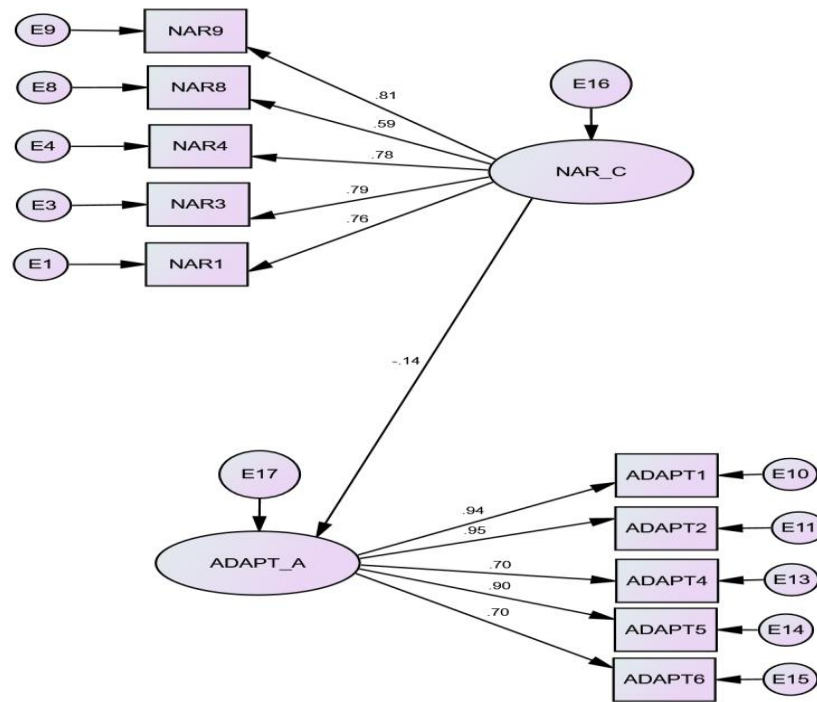 E9
NAR9
E8
NAR8
E4
NAR4
E3
NAR3
E1
NAR1
.81
.59
.78
.79
.76
E16
NAR_C
-.14
E17
ADAPT_A
.94
.95
.70
.90
.70
ADAPT1
E10
ADAPT2
E11
ADAPT4
E13
ADAPT5
E14
ADAPT6
E15